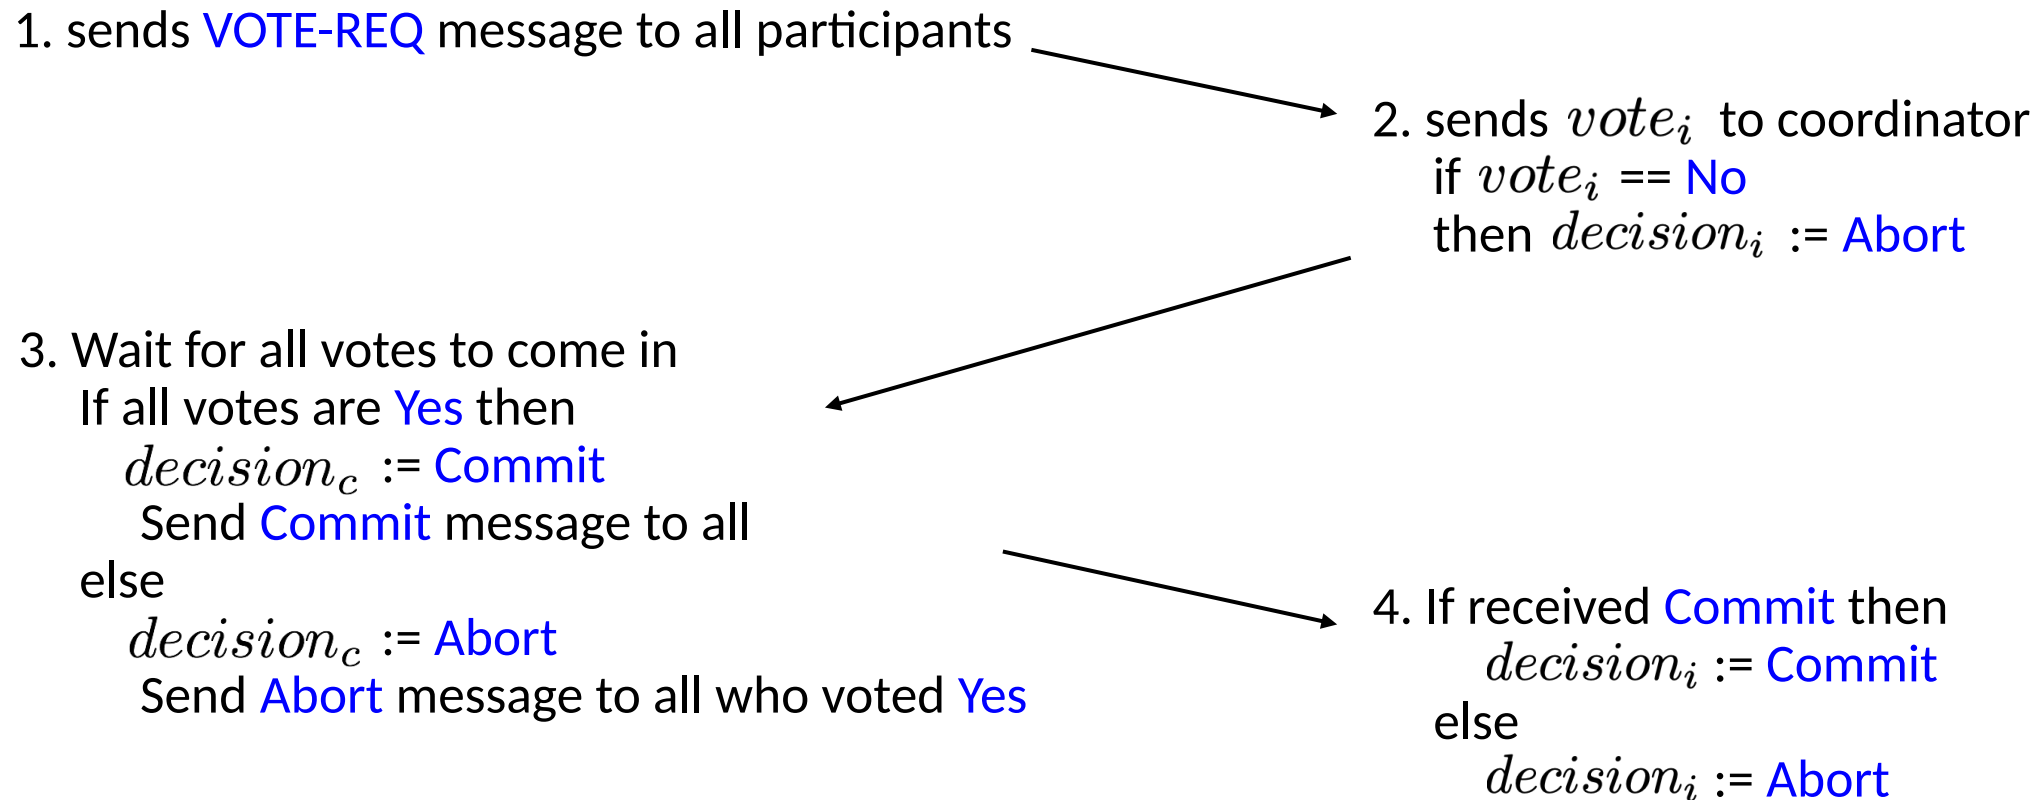 1. sends VOTE-REQ message to all participants
2. sends vote_i to coordinator
if vote_i == No
then decision_i := Abort
3. Wait for all votes to come in
If all votes are Yes then
decision_c := Commit
Send Commit message to all
else
decision_c := Abort
Send Abort message to all who voted Yes
4. If received Commit then
decision_i := Commit
else
decision_i := Abort